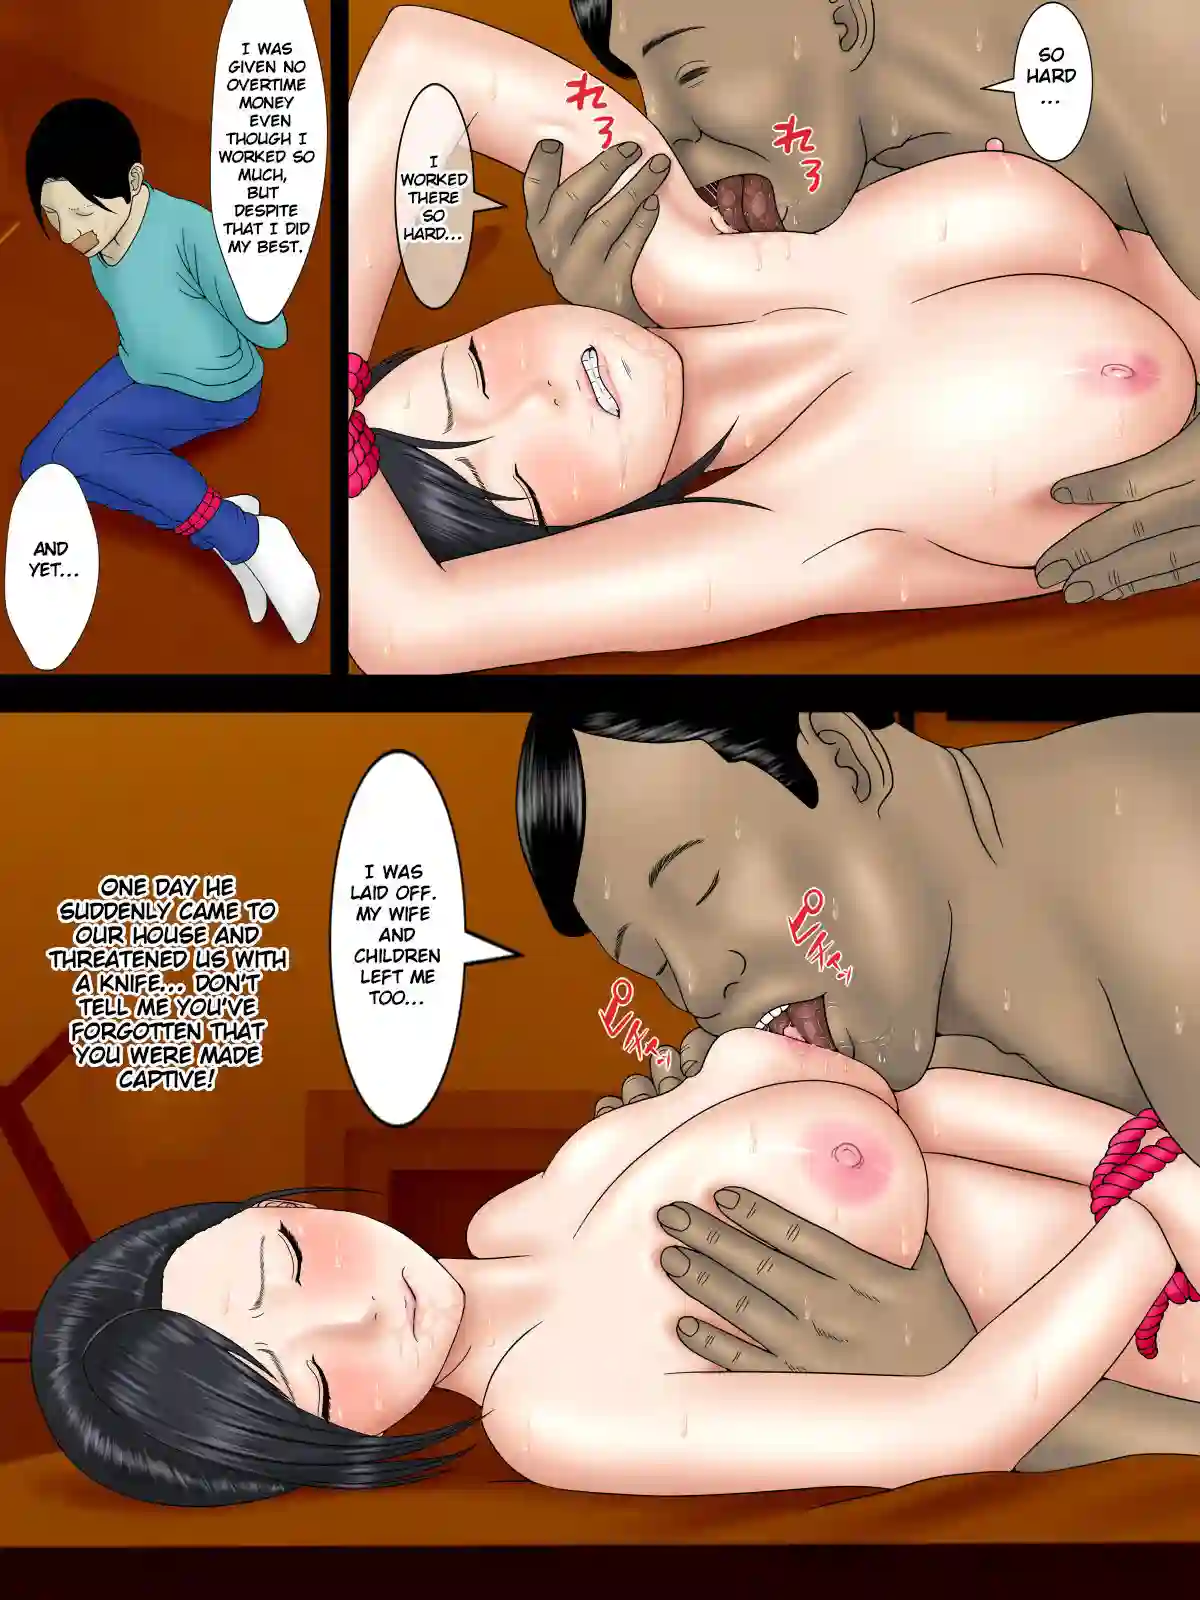 I WAS
GIVEN NO
OVERTIME
MONEY
EVEN
THOUGH I
WORKED SO
MUCH,
BUT
DESPITE
THAT I DID
MY BEST.
AND
YET...
SO
HARD
...
I
WORKED
THERE
SO
HARD...
れ
ろ
れ
ろ
I WAS
LAID OFF.
MY WIFE
AND
CHILDREN
LEFT ME
TOO...
ONE DAY HE
SUDDENLY CAME TO
OUR HOUSE AND
THREATENED US WITH
A KNIFE... DON'T
TELL ME YOU'VE
FORGOTTEN THAT
YOU WERE MADE
CAPTIVE!